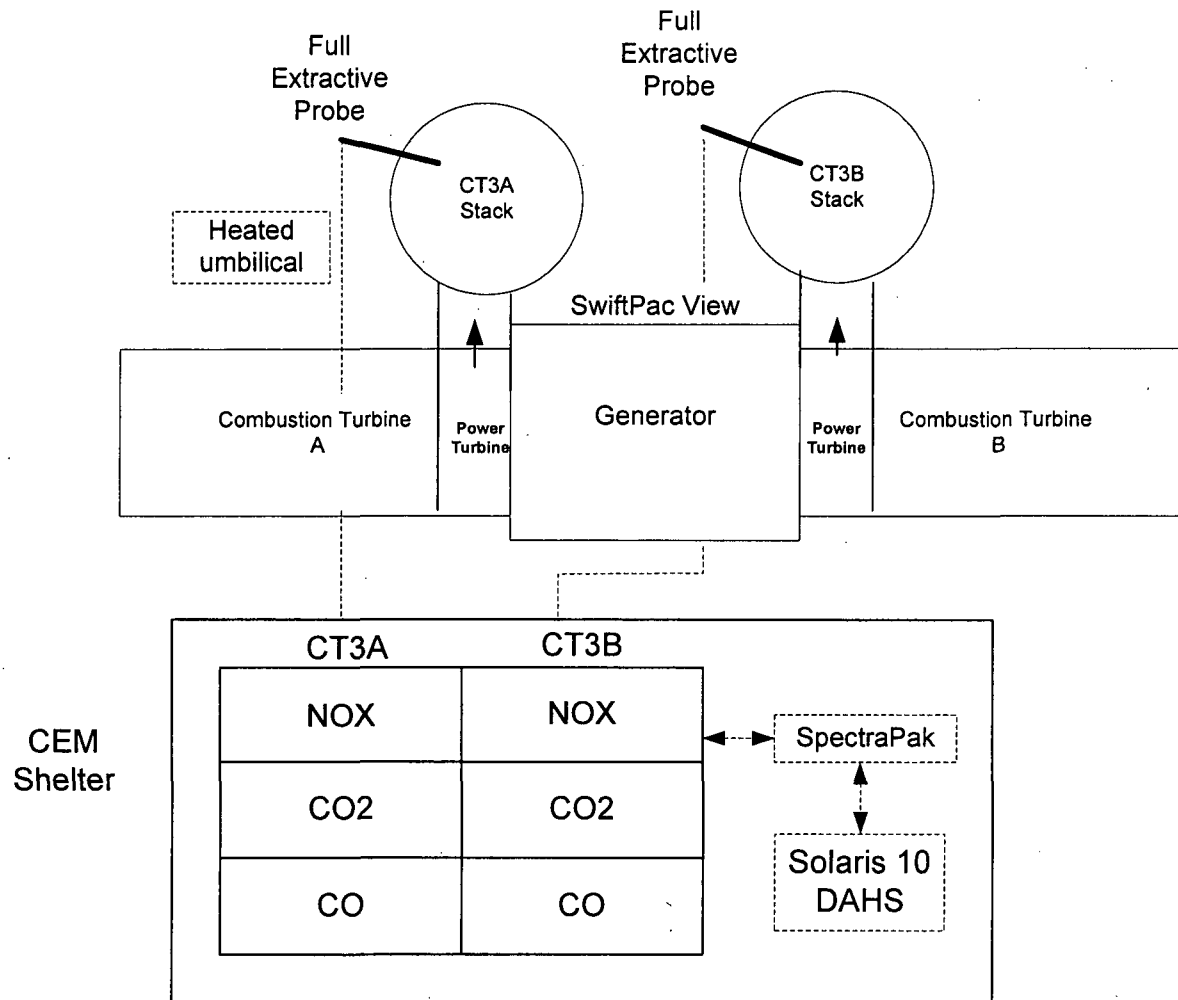 Full
Extractive
Probe
Full
Extractive
Probe
CT3A
Stack
CT3B
Stack
Heated
umbilical
SwiftPac View
Combustion Turbine
A
Power
Turbine
Generator
Power
Turbine
Combustion Turbine
B
CEM
Shelter
CT3A
CT3B
NOX
NOX
SpectraPak
CO2
CO2
Solaris 10
DAHS
CO
CO